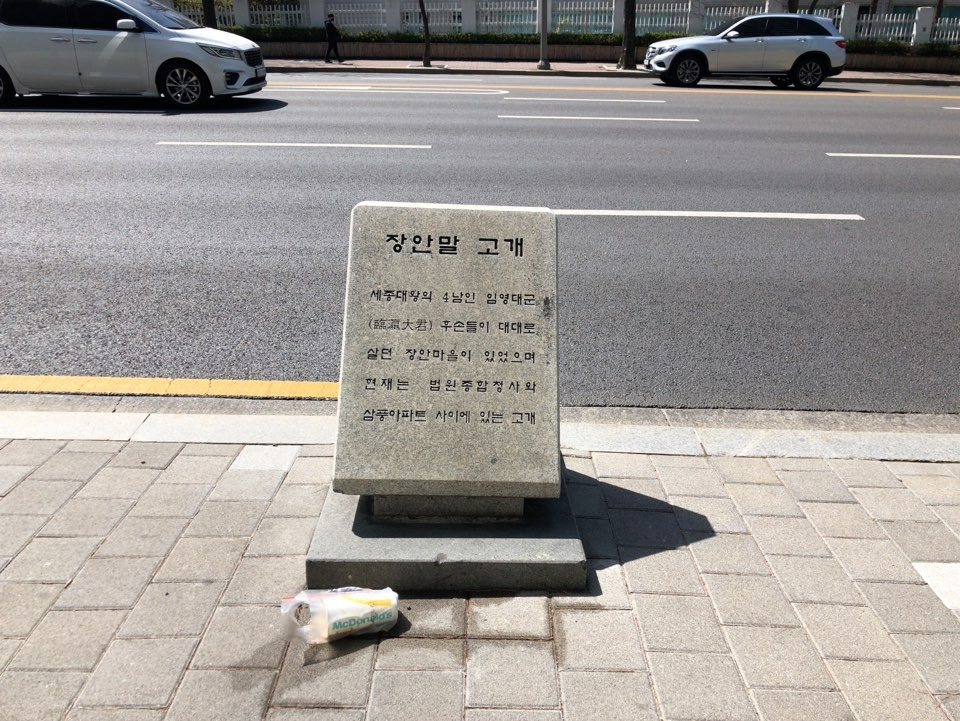 장안말 고개
세종대왕의 4남인 임영대군
(臨瀛大君) 후손들이 대대로
살던 장안마을이 있었으며
현재는 법원종합청사와
삼풍아파트 사이에 있는 고개
McDonald's